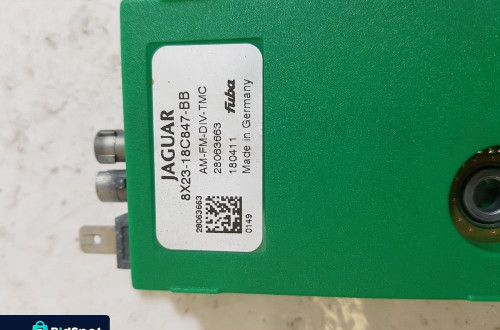 JAGUAR
8X23-18C847-BB
AM-FM-DIV-TMC
28063663
180411
Made in Germany
fuba
28063663
0149
BidSpot